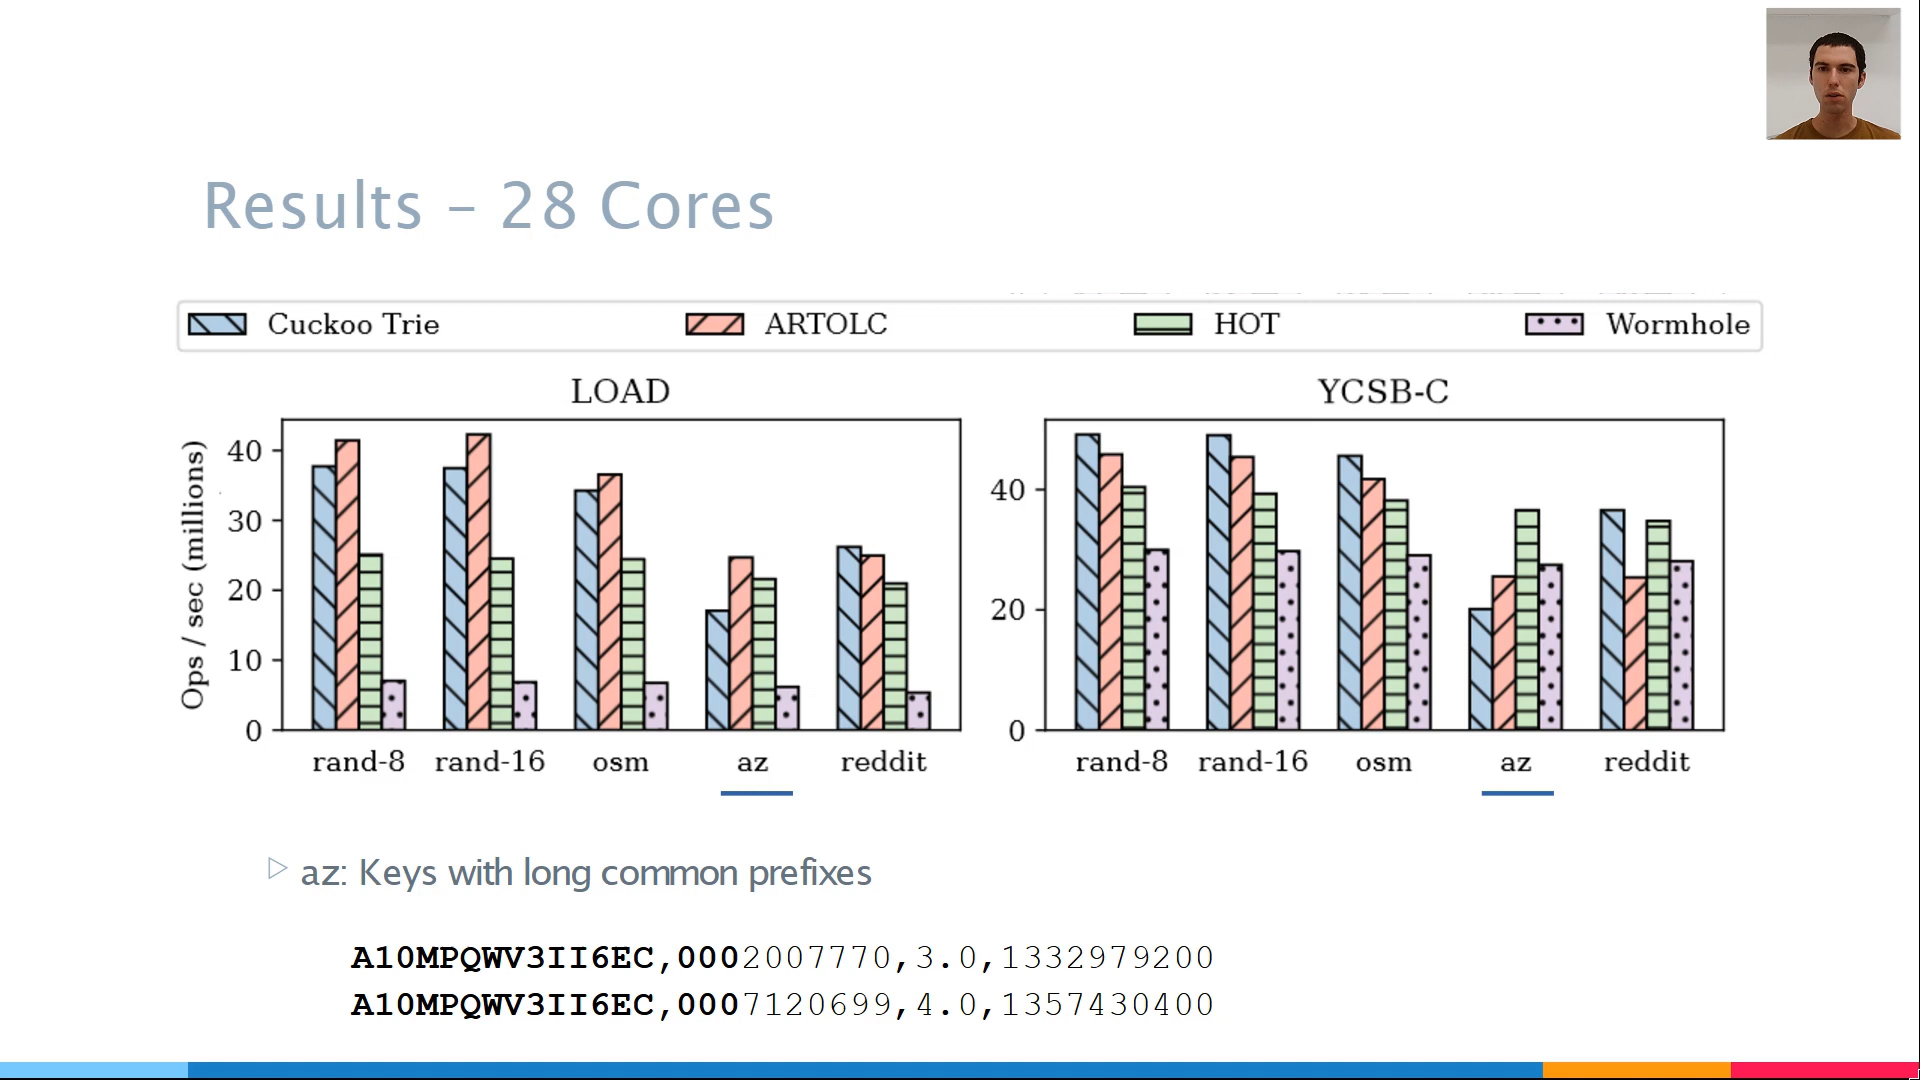 Results – 28 Cores
Cuckoo Trie ARTOLC HOT Wormhole
LOAD
Ops / sec (millions)
40
30
20
10
0
rand-8 rand-16 osm az reddit
YCSB-C
40
20
0
rand-8 rand-16 osm az reddit
az: Keys with long common prefixes
A10MPQWV3II6EC,0002007770,3.0,1332979200
A10MPQWV3II6EC,0007120699,4.0,1357430400